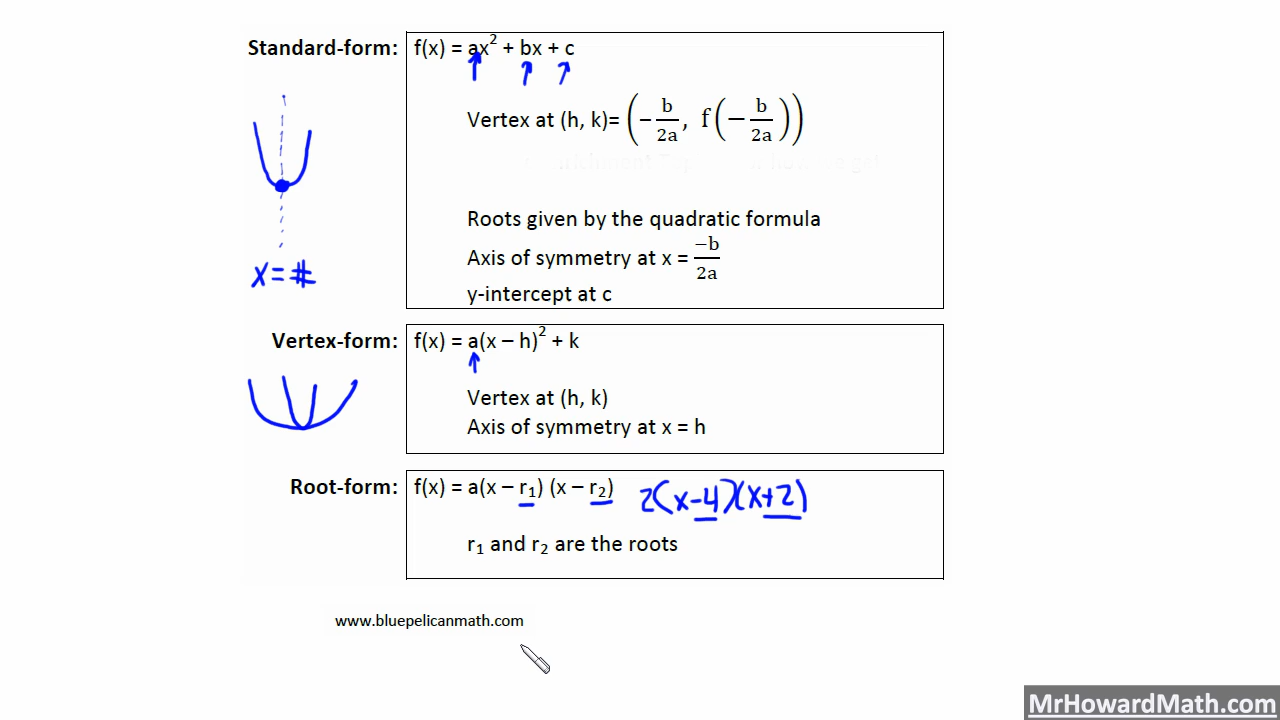 Standard-form: f(x) = ax² + bx + c
Vertex at (h, k)= (−b/2a, f(−b/2a))
Roots given by the quadratic formula
Axis of symmetry at x = −b/2a
x = #
y-intercept at c
Vertex-form: f(x) = a(x – h)² + k
Vertex at (h, k)
Axis of symmetry at x = h
Root-form: f(x) = a(x – r₁) (x – r₂) 2(x-4)(x+2)
r₁ and r₂ are the roots
www.bluepelicanmath.com
MrHowardMath.com